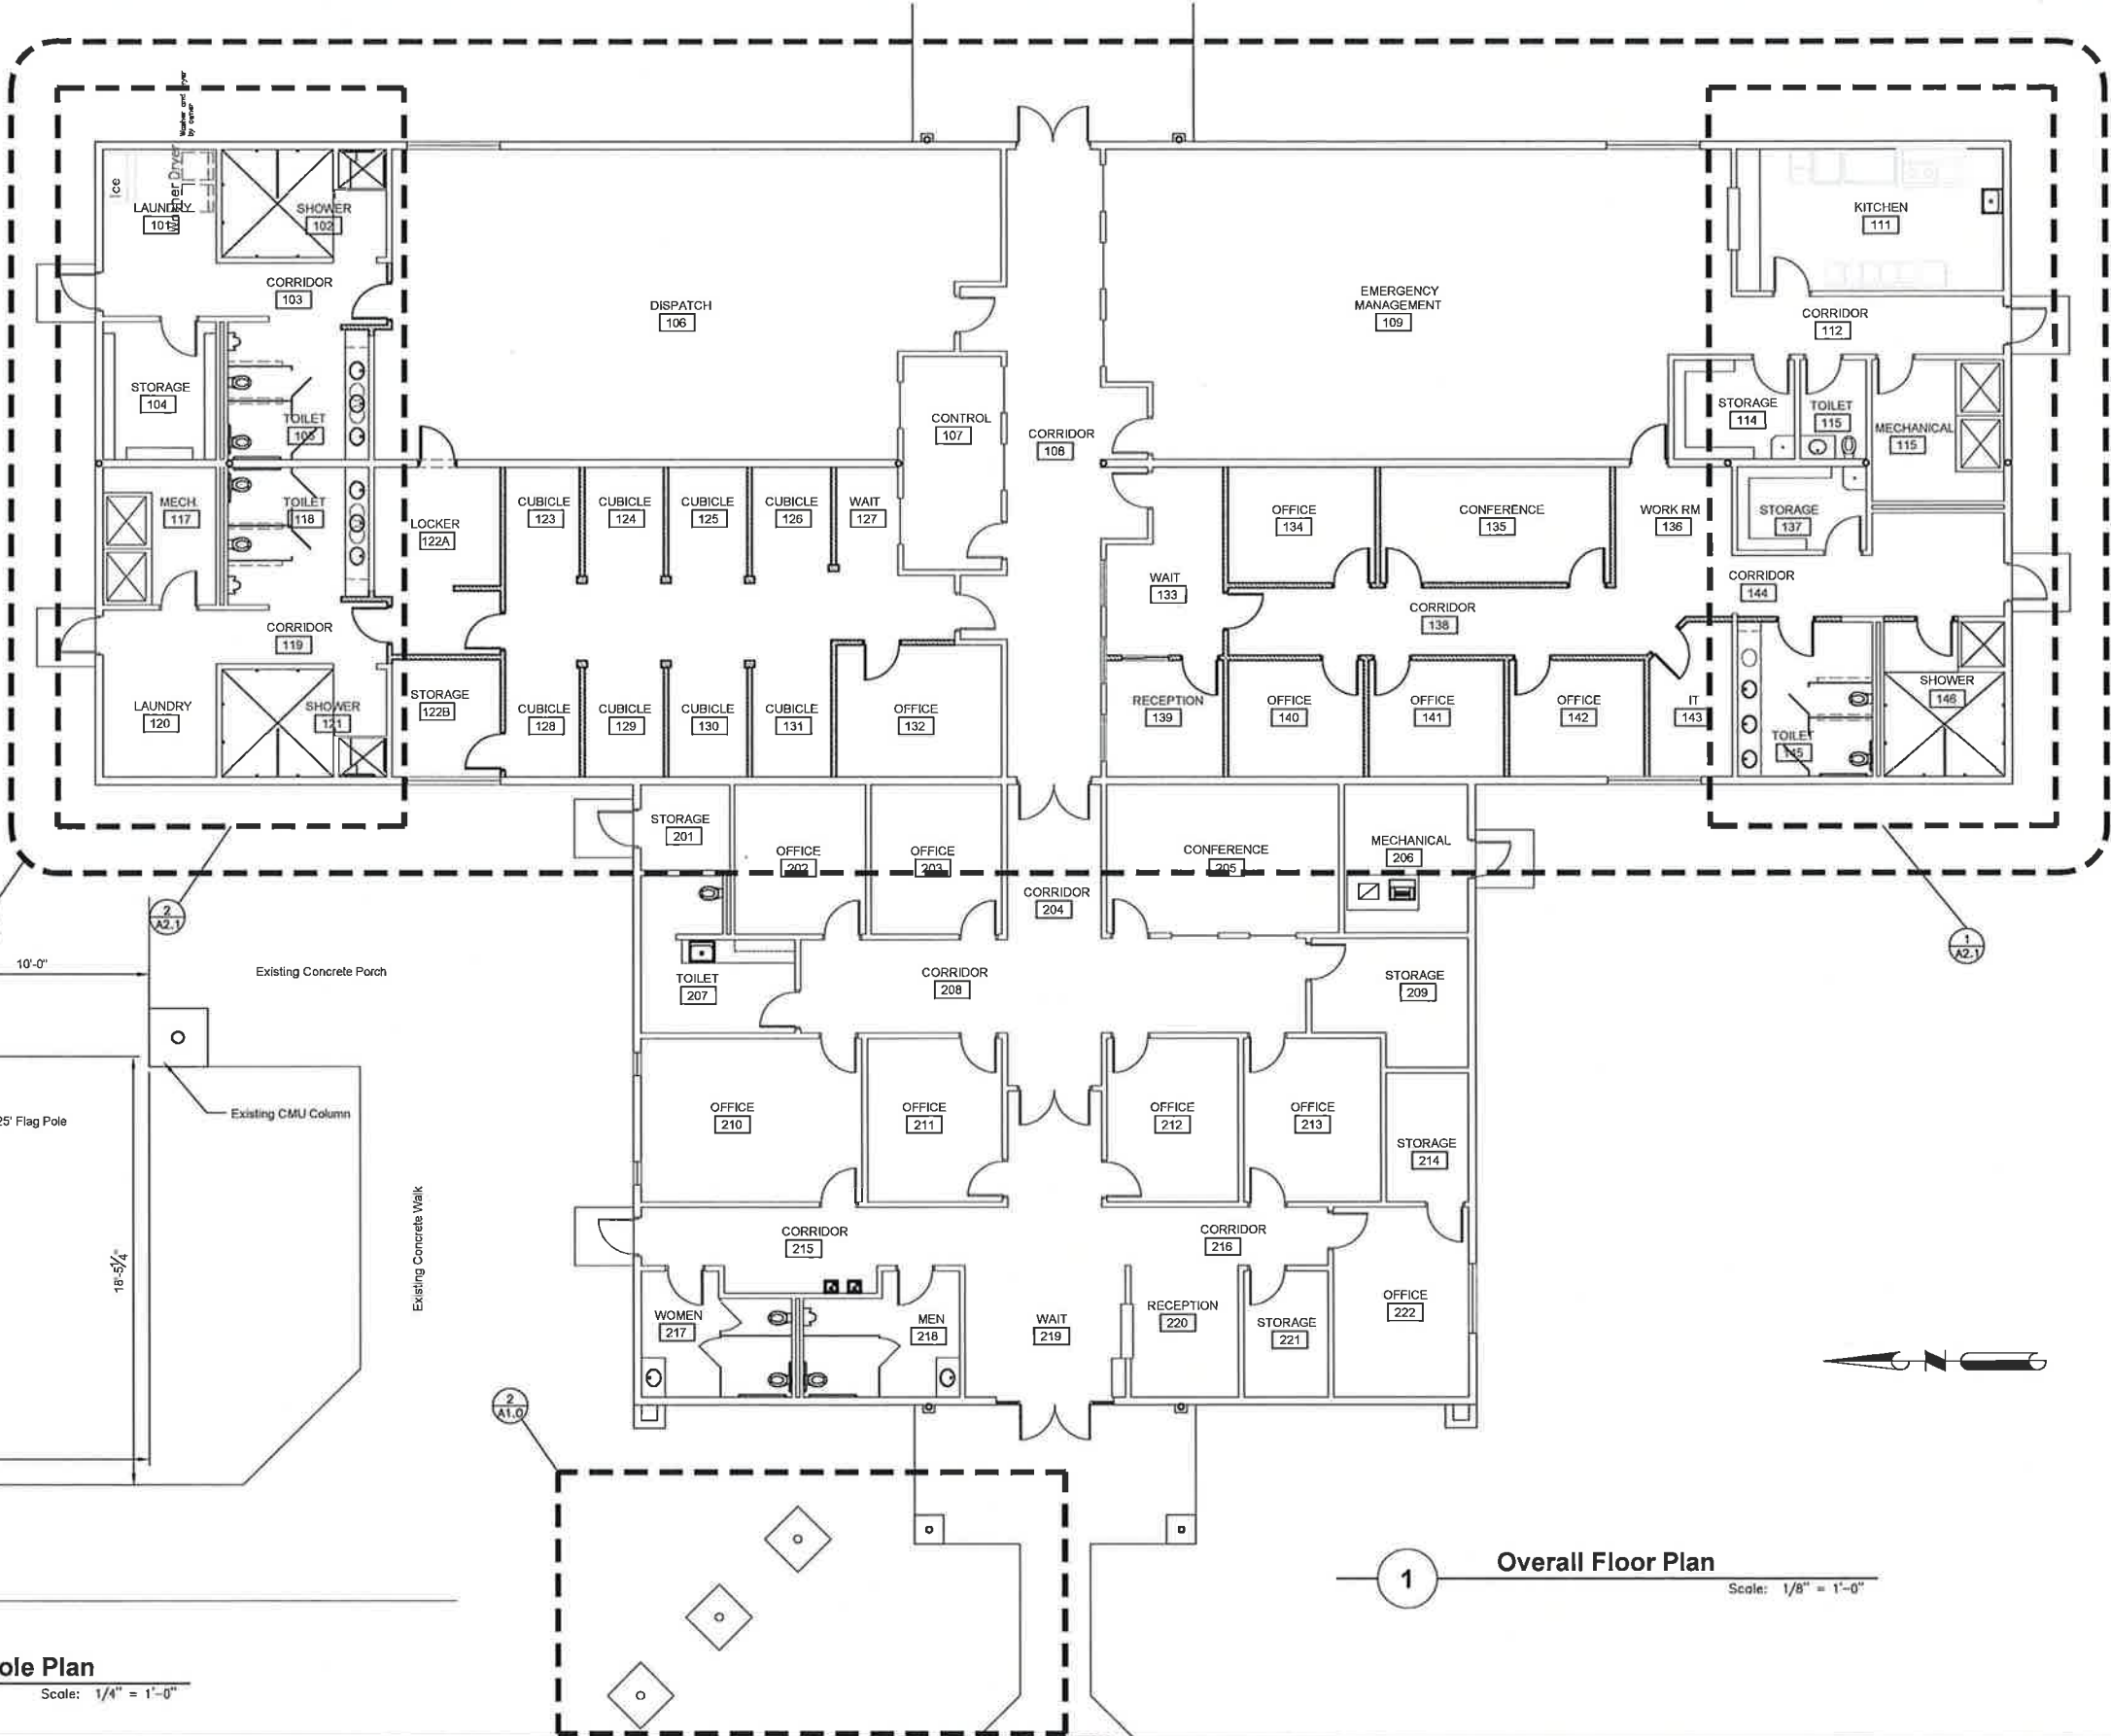 Washer and Dryer
by owner
Ice
Washer Dryer
LAUNDRY
101
SHOWER
102
KITCHEN
111
CORRIDOR
103
DISPATCH
106
EMERGENCY
MANAGEMENT
109
CORRIDOR
112
STORAGE
104
TOILET
105
CONTROL
107
CORRIDOR
108
STORAGE
114
TOILET
115
MECHANICAL
115
MECH.
117
TOILET
118
LOCKER
122A
CUBICLE
123
CUBICLE
124
CUBICLE
125
CUBICLE
126
WAIT
127
OFFICE
134
CONFERENCE
135
WORK RM
136
STORAGE
137
WAIT
133
CORRIDOR
138
CORRIDOR
144
CORRIDOR
119
LAUNDRY
120
SHOWER
121
STORAGE
122B
CUBICLE
128
CUBICLE
129
CUBICLE
130
CUBICLE
131
OFFICE
132
RECEPTION
139
OFFICE
140
OFFICE
141
OFFICE
142
IT
143
TOILET
145
SHOWER
146
STORAGE
201
OFFICE
202
OFFICE
203
CORRIDOR
204
CONFERENCE
205
MECHANICAL
206
2
A2.1
1
A2.1
10'-0"
Existing Concrete Porch
TOILET
207
CORRIDOR
208
STORAGE
209
Existing CMU Column
25' Flag Pole
OFFICE
210
OFFICE
211
OFFICE
212
OFFICE
213
STORAGE
214
18'-5¼"
Existing Concrete Walk
CORRIDOR
215
CORRIDOR
216
WOMEN
217
MEN
218
WAIT
219
RECEPTION
220
STORAGE
221
OFFICE
222
N
2
A1.0
1
Overall Floor Plan
Scale: 1/8" = 1'-0"
ole Plan
Scale: 1/4" = 1'-0"